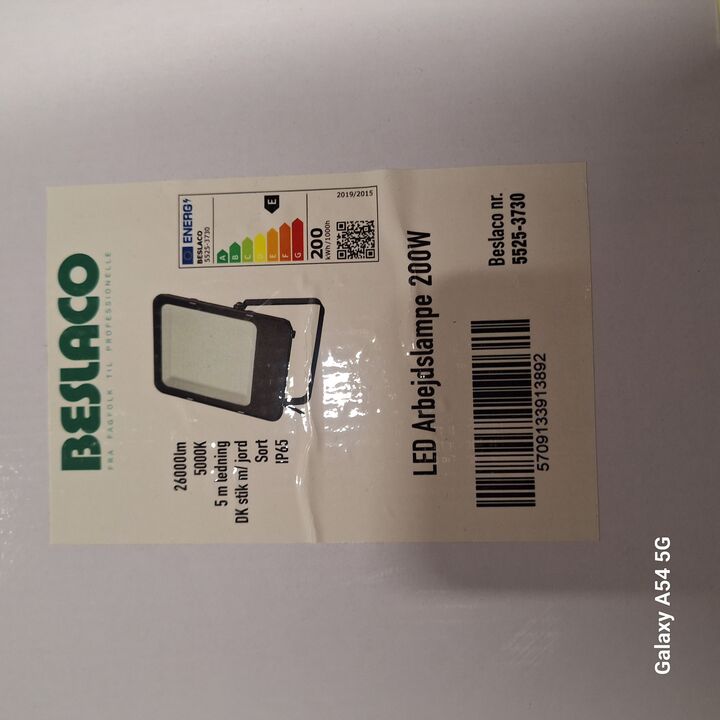 BESLACO
FRA FAGFOLK TIL PROFESSIONELLE
26000lm
5000K
5 m ledning
DK stik m/ jord
Sort
IP65
ENERG
BESLACO
5525-3730
A
B
C
D
E
F
G
E
200
kWh/1000h
2019/2015
LED Arbejdslampe 200W
5709133913892
Beslaco nr.
5525-3730
Galaxy A54 5G